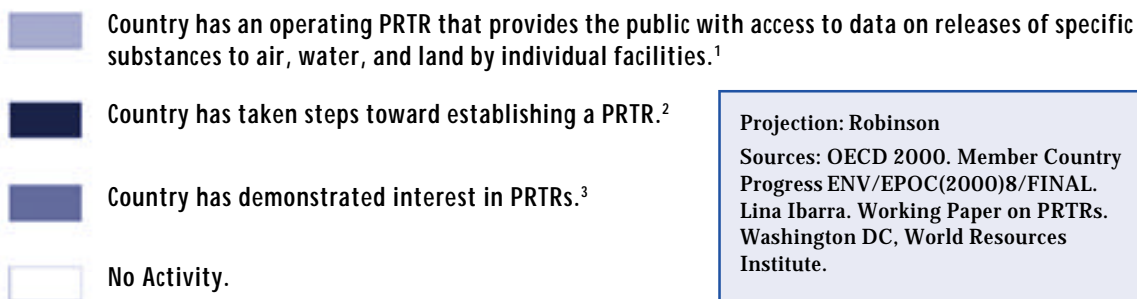 Country has an operating PRTR that provides the public with access to data on releases of specific
substances to air, water, and land by individual facilities.¹
Country has taken steps toward establishing a PRTR.²
Country has demonstrated interest in PRTRs.³
No Activity.
Projection: Robinson
Sources: OECD 2000. Member Country
Progress ENV/EPOC(2000)8/FINAL.
Lina Ibarra. Working Paper on PRTRs.
Washington DC, World Resources
Institute.